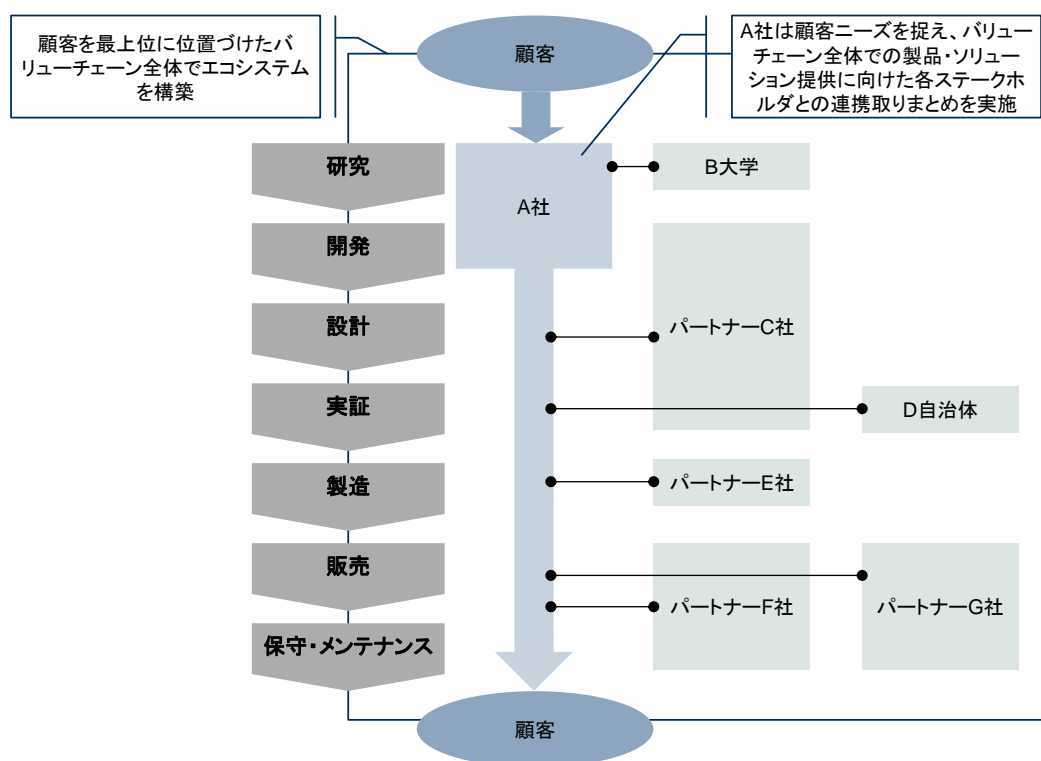 顧客を最上位に位置づけたバ
リューチェーン全体でエコシステム
を構築
顧客
A社は顧客ニーズを捉え、バリュー
チェーン全体での製品・ソリュー
ション提供に向けた各ステークホ
ルダとの連携取りまとめを実施
研究
A社
B大学
開発
設計
パートナーC社
実証
D自治体
製造
パートナーE社
販売
パートナーF社
パートナーG社
保守・メンテナンス
顧客